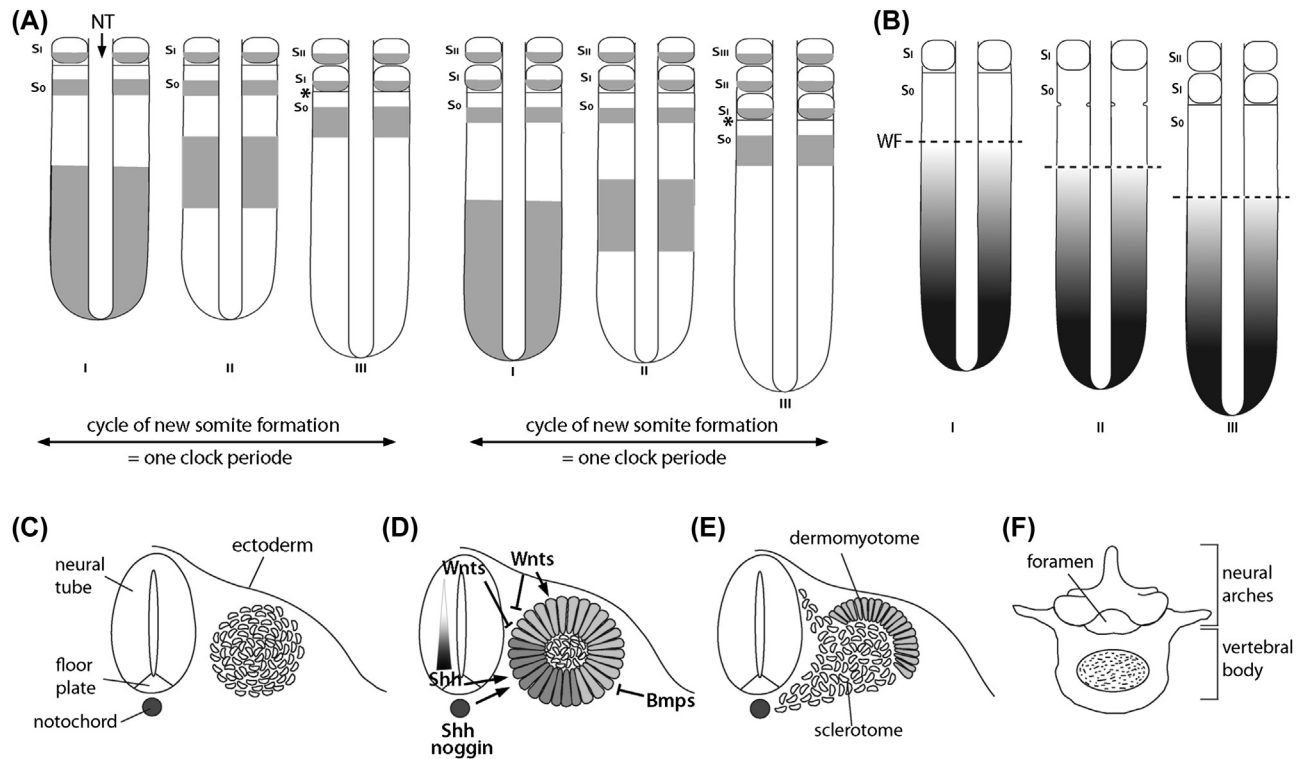 (A)
NT
SI
S0
I
SI
S0
II
SI
*
S0
III
cycle of new somite formation
= one clock periode
SII
SI
S0
I
SII
SI
S0
II
SIII
SII
SI
*
S0
III
cycle of new somite formation
= one clock periode
(B)
SI
S0
WF
I
SI
S0
II
SII
SI
S0
III
(C)
ectoderm
neural
tube
floor
plate
notochord
(D)
Wnts
Wnts
Shh
Bmps
Shh
noggin
(E)
dermomyotome
sclerotome
(F)
foramen
neural
arches
vertebral
body